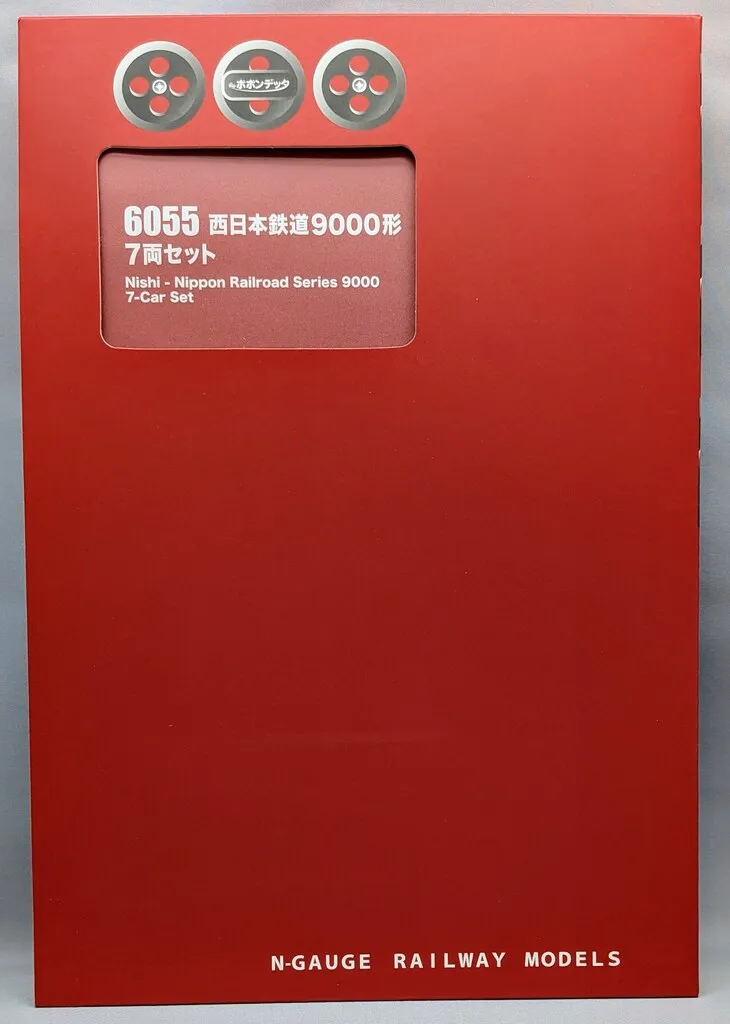 ポポンデッタ
6055 西日本鉄道9000形
7両セット
Nishi - Nippon Railroad Series 9000
7-Car Set
N-GAUGE RAILWAY MODELS